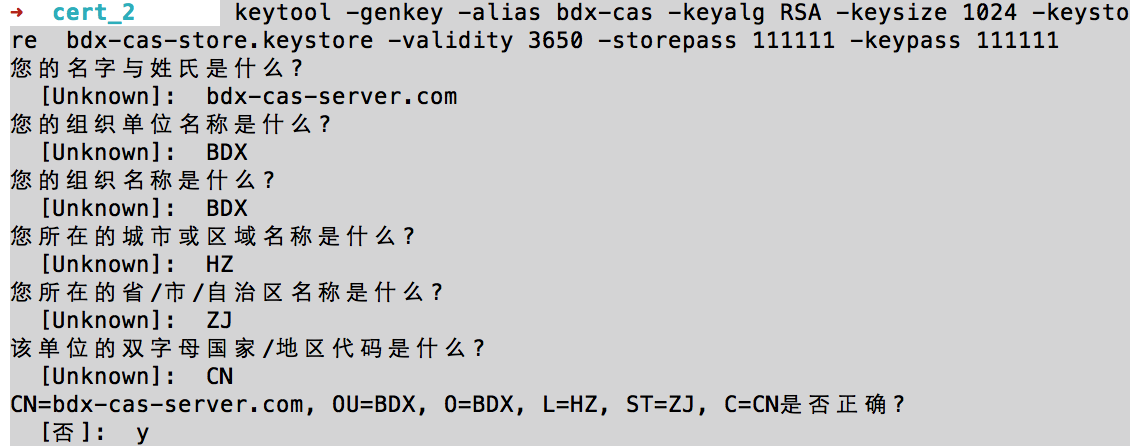 → cert_2 keytool -genkey -alias bdx-cas -keyalg RSA -keysize 1024 -keysto
re  bdx-cas-store.keystore -validity 3650 -storepass 111111 -keypass 111111
您的名字与姓氏是什么?
  [Unknown]:  bdx-cas-server.com
您的组织单位名称是什么?
  [Unknown]:  BDX
您的组织名称是什么?
  [Unknown]:  BDX
您所在的城市或区域名称是什么?
  [Unknown]:  HZ
您所在的省/市/自治区名称是什么?
  [Unknown]:  ZJ
该单位的双字母国家/地区代码是什么?
  [Unknown]:  CN
CN=bdx-cas-server.com, OU=BDX, O=BDX, L=HZ, ST=ZJ, C=CN是否正确?
  [否]:  y